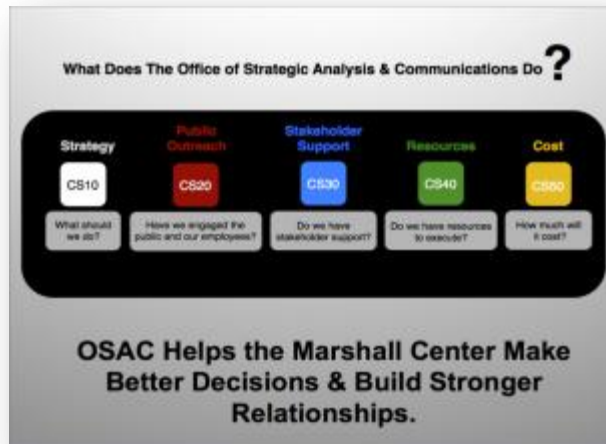 What Does The Office of Strategic Analysis & Communications Do ?
Strategy
Public
Outreach
Stakeholder
Support
Resources
Cost
CS10
CS20
CS30
CS40
CS50
What should
we do?
Have we engaged the
public and our employees?
Do we have
stakeholder support?
Do we have resources
to execute?
How much will
it cost?
OSAC Helps the Marshall Center Make
Better Decisions & Build Stronger
Relationships.